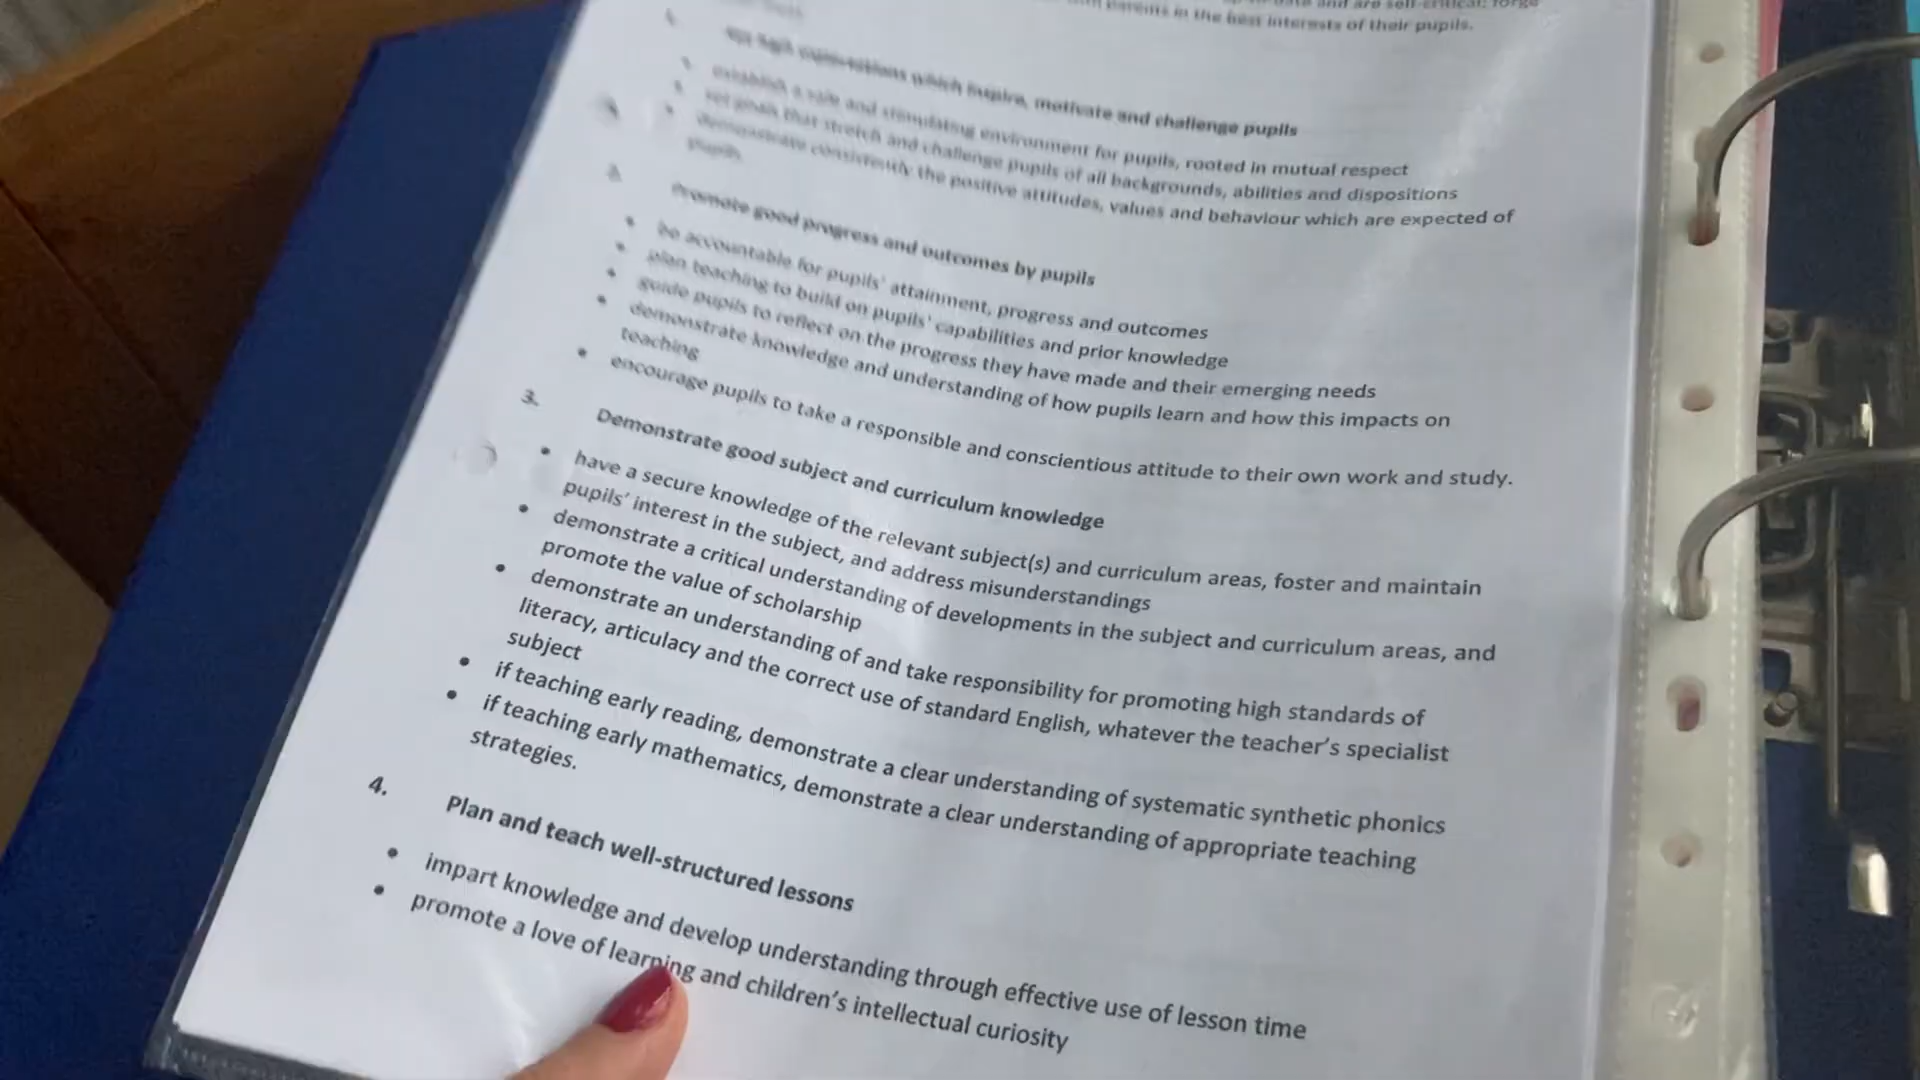 and are self-critical; forge
parents in the best interests of their pupils.
1.
Set high expectations which inspire, motivate and challenge pupils
establish a safe and stimulating environment for pupils, rooted in mutual respect
set goals that stretch and challenge pupils of all backgrounds, abilities and dispositions
demonstrate consistently the positive attitudes, values and behaviour which are expected of
pupils.
2.
Promote good progress and outcomes by pupils
• be accountable for pupils' attainment, progress and outcomes
• plan teaching to build on pupils' capabilities and prior knowledge
• guide pupils to reflect on the progress they have made and their emerging needs
• demonstrate knowledge and understanding of how pupils learn and how this impacts on
teaching
• encourage pupils to take a responsible and conscientious attitude to their own work and study.
3.
Demonstrate good subject and curriculum knowledge
• have a secure knowledge of the relevant subject(s) and curriculum areas, foster and maintain
pupils' interest in the subject, and address misunderstandings
• demonstrate a critical understanding of developments in the subject and curriculum areas, and
promote the value of scholarship
• demonstrate an understanding of and take responsibility for promoting high standards of
literacy, articulacy and the correct use of standard English, whatever the teacher's specialist
subject
• if teaching early reading, demonstrate a clear understanding of systematic synthetic phonics
• if teaching early mathematics, demonstrate a clear understanding of appropriate teaching
strategies.
4.
Plan and teach well-structured lessons
• impart knowledge and develop understanding through effective use of lesson time
• promote a love of learning and children's intellectual curiosity